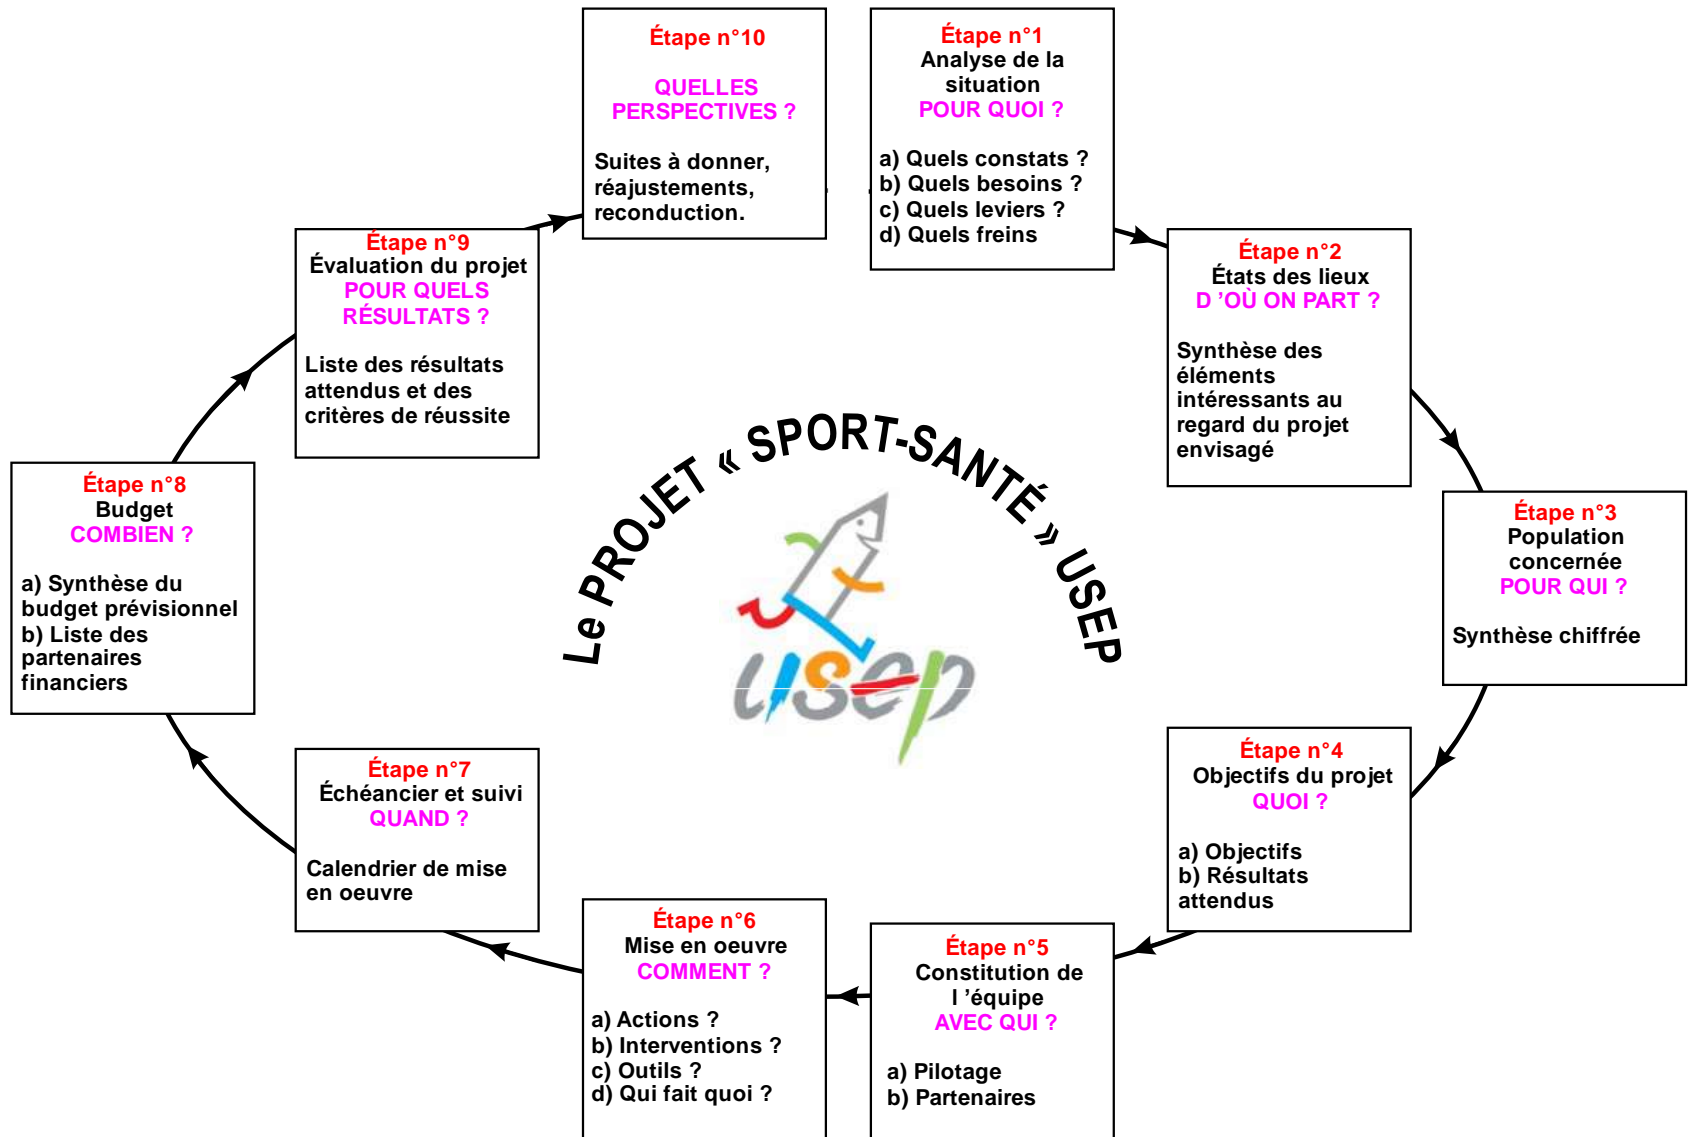 Étape n°10
QUELLES
PERSPECTIVES ?
Suites à donner,
réajustements,
reconduction.
Étape n°1
Analyse de la
situation
POUR QUOI ?
a) Quels constats ?
b) Quels besoins ?
c) Quels leviers ?
d) Quels freins
Étape n°2
États des lieux
D ’OÙ ON PART ?
Synthèse des
éléments
intéressants au
regard du projet
envisagé
Étape n°3
Population
concernée
POUR QUI ?
Synthèse chiffrée
Étape n°4
Objectifs du projet
QUOI ?
a) Objectifs
b) Résultats
attendus
Étape n°5
Constitution de
l ’équipe
AVEC QUI ?
a) Pilotage
b) Partenaires
Étape n°6
Mise en oeuvre
COMMENT ?
a) Actions ?
b) Interventions ?
c) Outils ?
d) Qui fait quoi ?
Étape n°7
Échéancier et suivi
QUAND ?
Calendrier de mise
en oeuvre
Étape n°8
Budget
COMBIEN ?
a) Synthèse du
budget prévisionnel
b) Liste des
partenaires
financiers
Étape n°9
Évaluation du projet
POUR QUELS
RÉSULTATS ?
Liste des résultats
attendus et des
critères de réussite
Le PROJET « SPORT-SANTÉ » USEP
usep